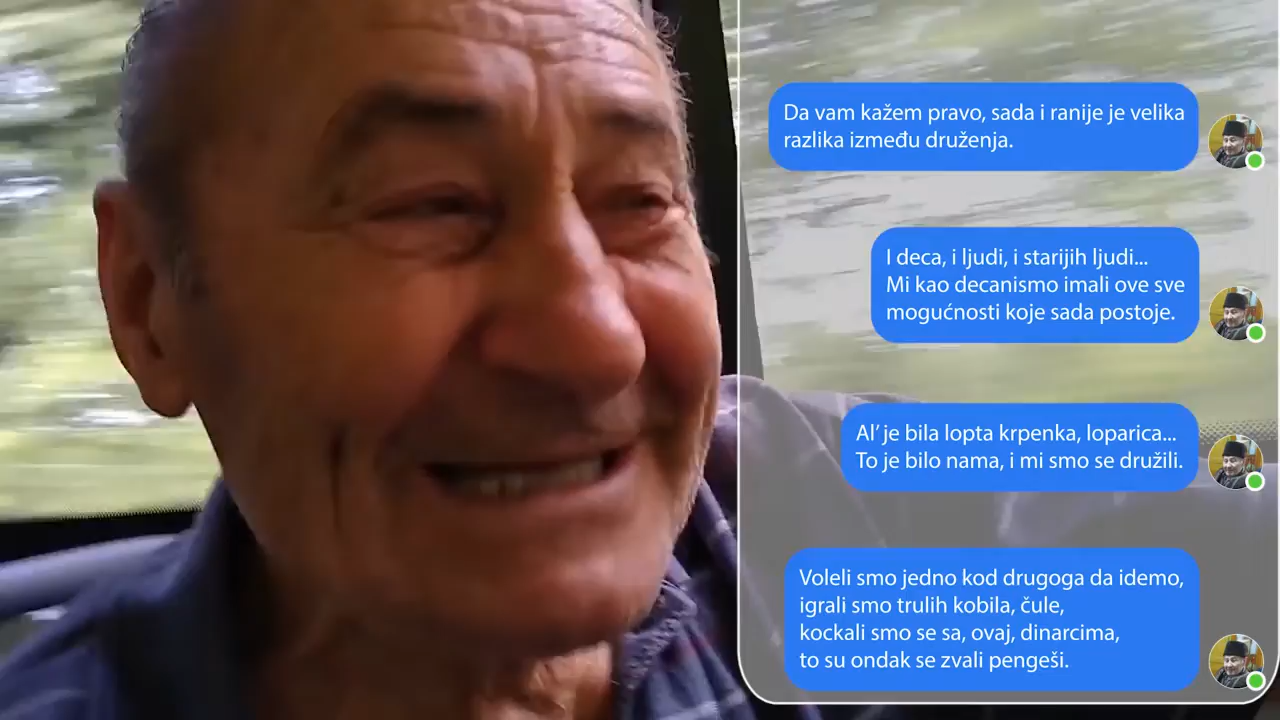 Da vam kažem pravo, sada i ranije je velika
razlika između druženja.
I deca, i ljudi, i starijih ljudi...
Mi kao decanismo imali ove sve
mogućnosti koje sada postoje.
Al’ je bila lopta krpenka, loparica...
To je bilo nama, i mi smo se družili.
Voleli smo jedno kod drugoga da idemo,
igrali smo trulih kobila, čule,
kockali smo se sa, ovaj, dinarcima,
to su ondak se zvali pengeši.